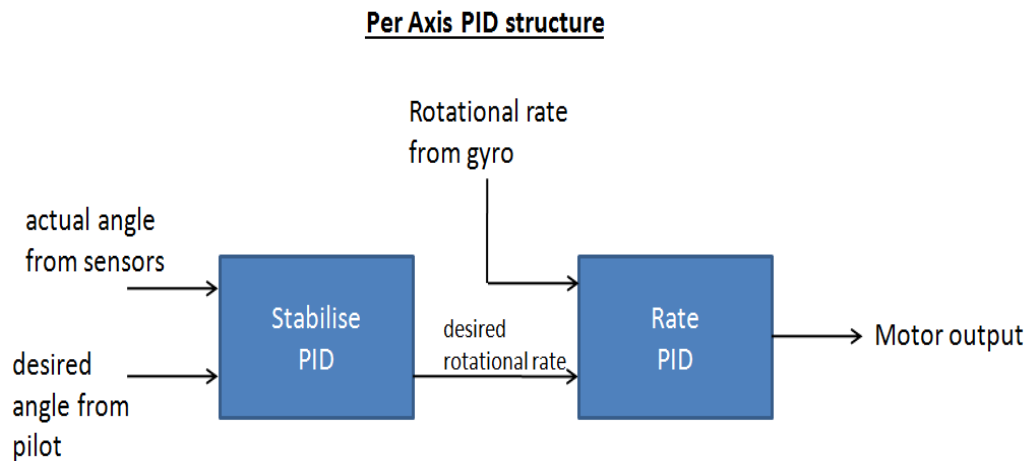 Per Axis PID structure
Rotational rate
from gyro
actual angle
from sensors
Stabilise
PID
desired
rotational rate
Rate
PID
Motor output
desired
angle from
pilot